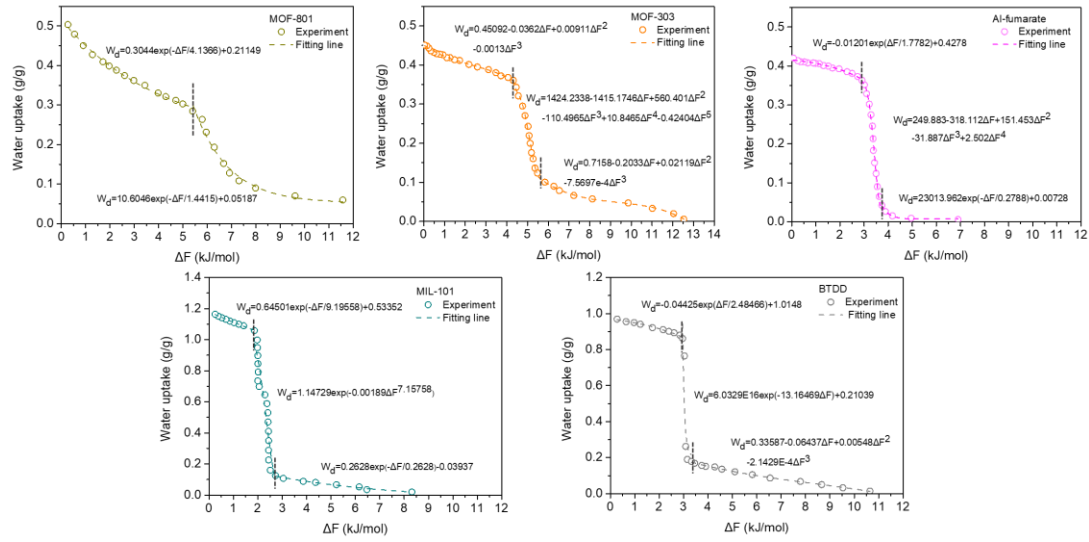 MOF-801
Experiment
Fitting line
W_d=0.3044exp(-ΔF/4.1366)+0.21149
W_d=10.6046exp(-ΔF/1.4415)+0.05187
Water uptake (g/g)
0.5
0.4
0.3
0.2
0.1
0.0
0 1 2 3 4 5 6 7 8 9 10 11 12
ΔF (kJ/mol)
MOF-303
Experiment
Fitting line
W_d=0.45092-0.0362ΔF+0.00911ΔF^2
-0.0013ΔF^3
W_d=1424.2338-1415.1746ΔF+560.401ΔF^2
-110.4965ΔF^3+10.8465ΔF^4-0.42404ΔF^5
W_d=0.7158-0.2033ΔF+0.02119ΔF^2
-7.5697e-4ΔF^3
Water uptake (g/g)
0.5
0.4
0.3
0.2
0.1
0.0
0 1 2 3 4 5 6 7 8 9 10 11 12 13 14
ΔF (kJ/mol)
Al-fumarate
Experiment
Fitting line
W_d=-0.01201exp(ΔF/1.7782)+0.4278
W_d=249.883-318.112ΔF+151.453ΔF^2
-31.887ΔF^3+2.502ΔF^4
W_d=23013.962exp(-ΔF/0.2788)+0.00728
Water uptake (g/g)
0.5
0.4
0.3
0.2
0.1
0.0
0 1 2 3 4 5 6 7 8 9 10 11 12
ΔF (kJ/mol)
MIL-101
Experiment
Fitting line
W_d=0.64501exp(-ΔF/9.19558)+0.53352
W_d=1.14729exp(-0.00189ΔF^7.15758)
W_d=0.2628exp(-ΔF/0.2628)-0.03937
Water uptake (g/g)
1.4
1.2
1.0
0.8
0.6
0.4
0.2
0.0
0 1 2 3 4 5 6 7 8 9 10 11 12
ΔF (kJ/mol)
BTDD
Experiment
Fitting line
W_d=-0.04425exp(ΔF/2.48466)+1.0148
W_d=6.0329E16exp(-13.16469ΔF)+0.21039
W_d=0.33587-0.06437ΔF+0.00548ΔF^2
-2.1429E-4ΔF^3
Water uptake (g/g)
1.2
1.0
0.8
0.6
0.4
0.2
0.0
0 1 2 3 4 5 6 7 8 9 10 11 12
ΔF (kJ/mol)